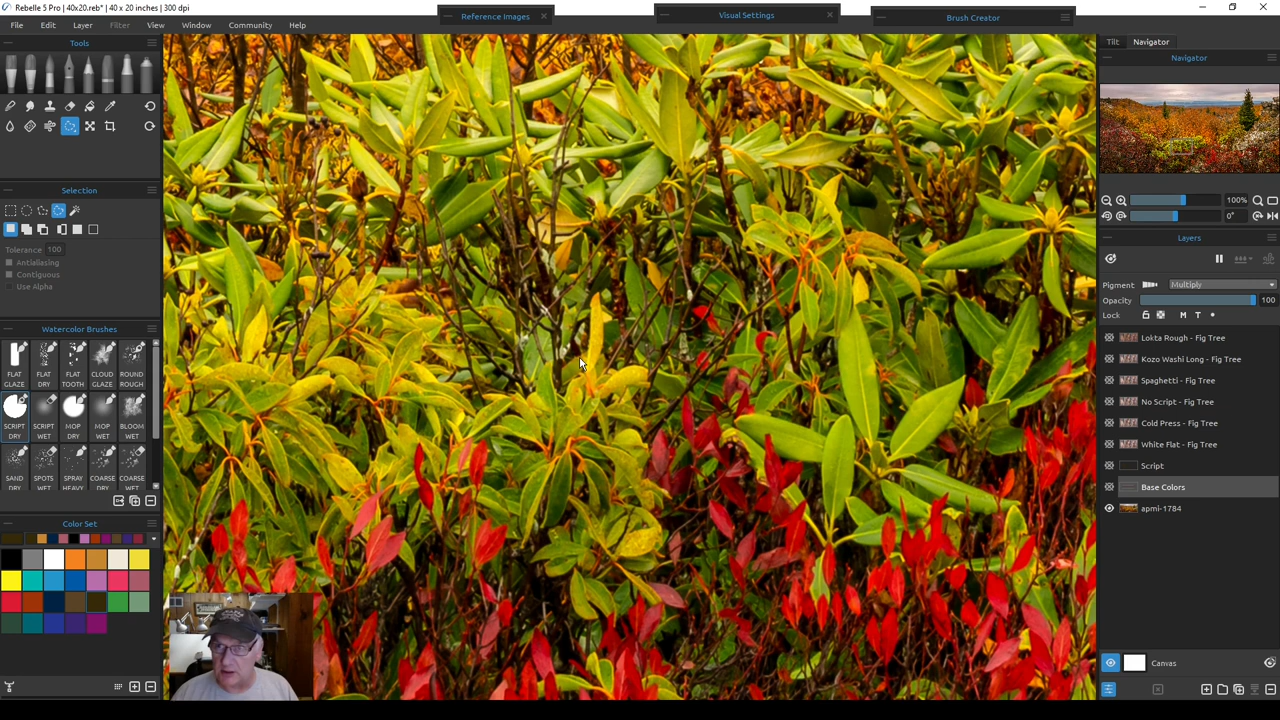 Rebelle 5 Pro | 40x20.reb* | 40 x 20 inches | 300 dpi
File Edit Layer Filter View Window Community Help
Reference Images
Visual Settings
Brush Creator
Tools
Selection
Tolerance 100
Antialiasing
Contiguous
Use Alpha
Watercolor Brushes
FLAT GLAZE
FLAT DRY
FLAT TOOTH
CLOUD GLAZE
ROUND ROUGH
SCRIPT DRY
SCRIPT WET
MOP DRY
MOP WET
BLOOM WET
SAND DRY
SPOTS WET
SPRAY HEAVY
COARSE DRY
COARSE WET
Color Set
Tilt Navigator
Navigator
100%
0°
Layers
Pigment Multiply
Opacity 100
Lock M T
Lokta Rough - Fig Tree
Kozo Washi Long - Fig Tree
Spaghetti - Fig Tree
No Script - Fig Tree
Cold Press - Fig Tree
White Flat - Fig Tree
Script
Base Colors
apmi-1784
Canvas